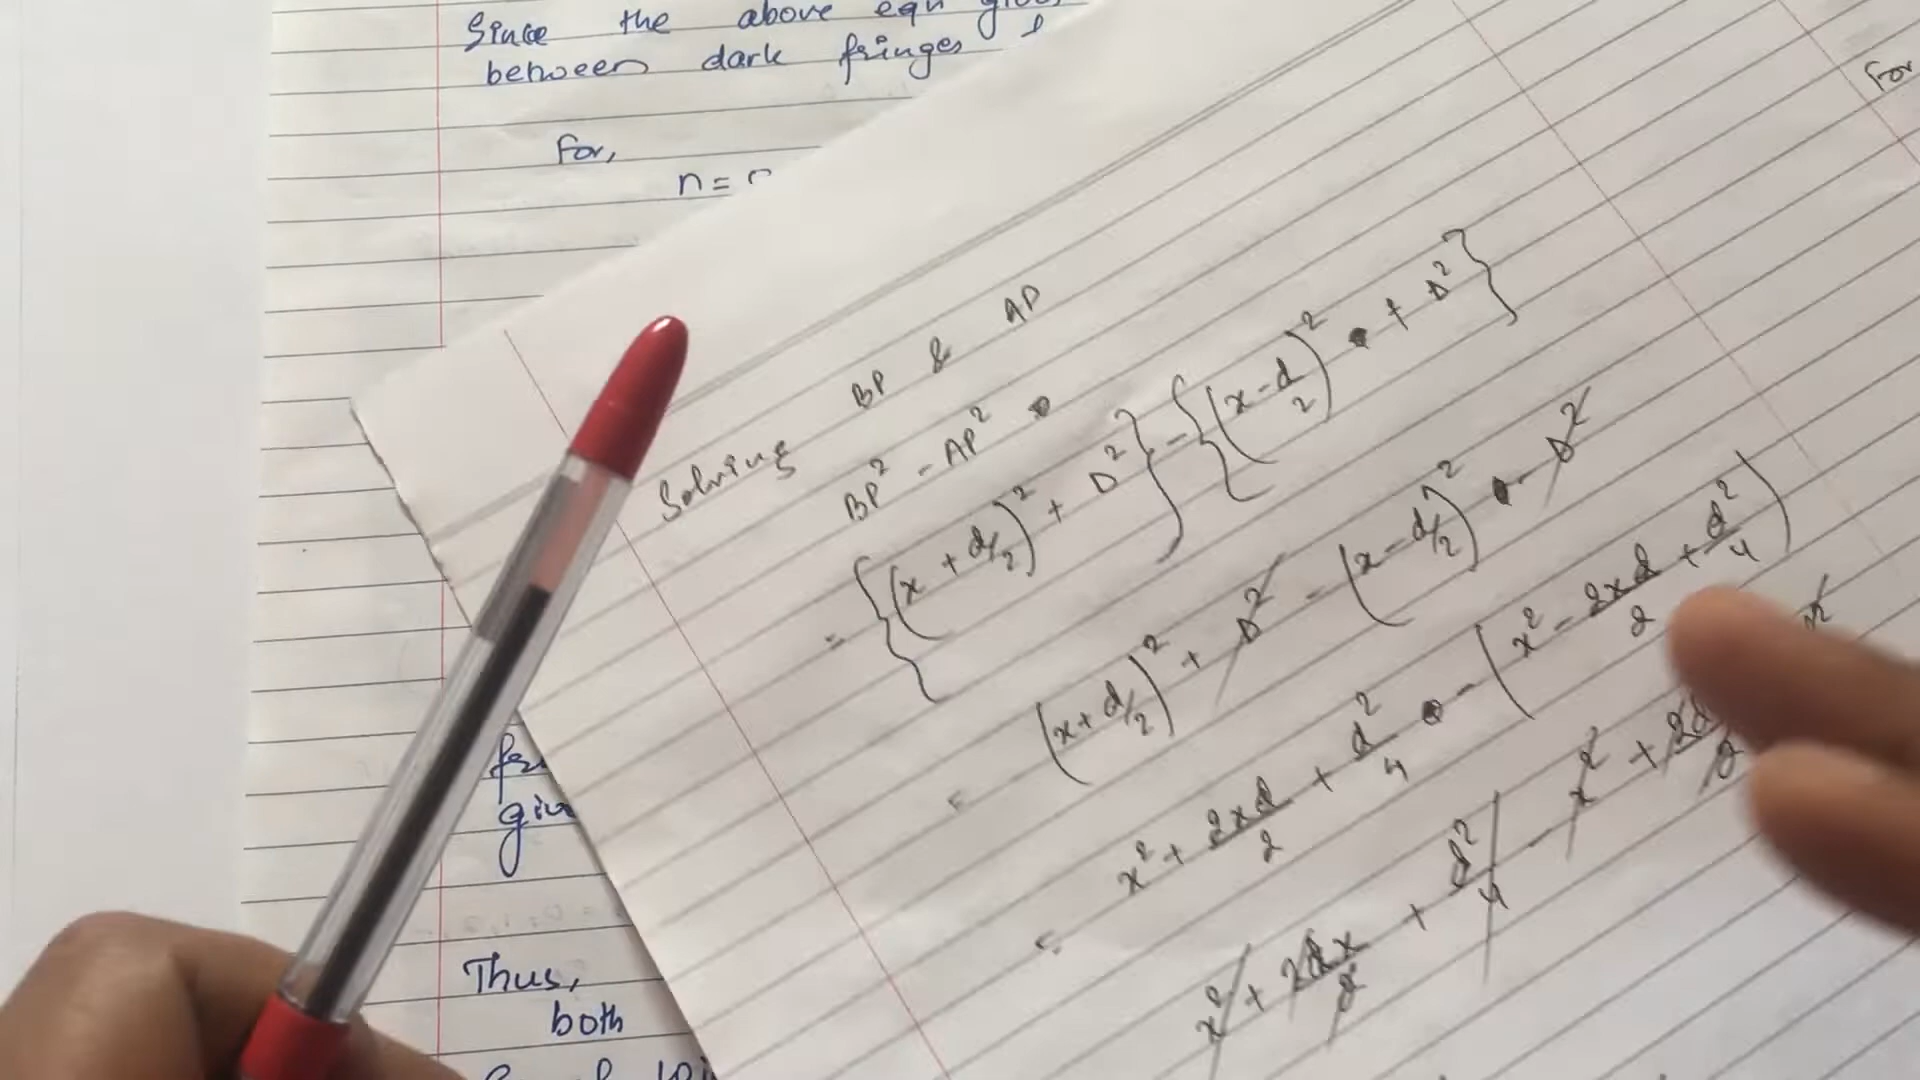 Since the above eqn
between dark fringes
For,
n =
For
Solving BP & AP
BP² - AP²
= {(x + d/2)² + D²} - {(x - d/2)² + D²}
= (x + d/2)² + D² - (x - d/2)² - D²
= x² + 2xd/2 + d²/4 - (x² - 2xd/2 + d²/4)
x² + 2dx/2 + d²/4 - x² + 2d
Thus,
both